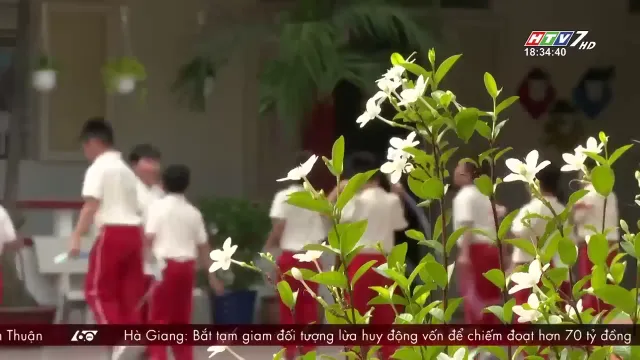 HTV7 HD
18:34:40
Thuận 60 Hà Giang: Bắt tạm giam đối tượng lừa huy động vốn để chiếm đoạt hơn 70 tỷ đồng